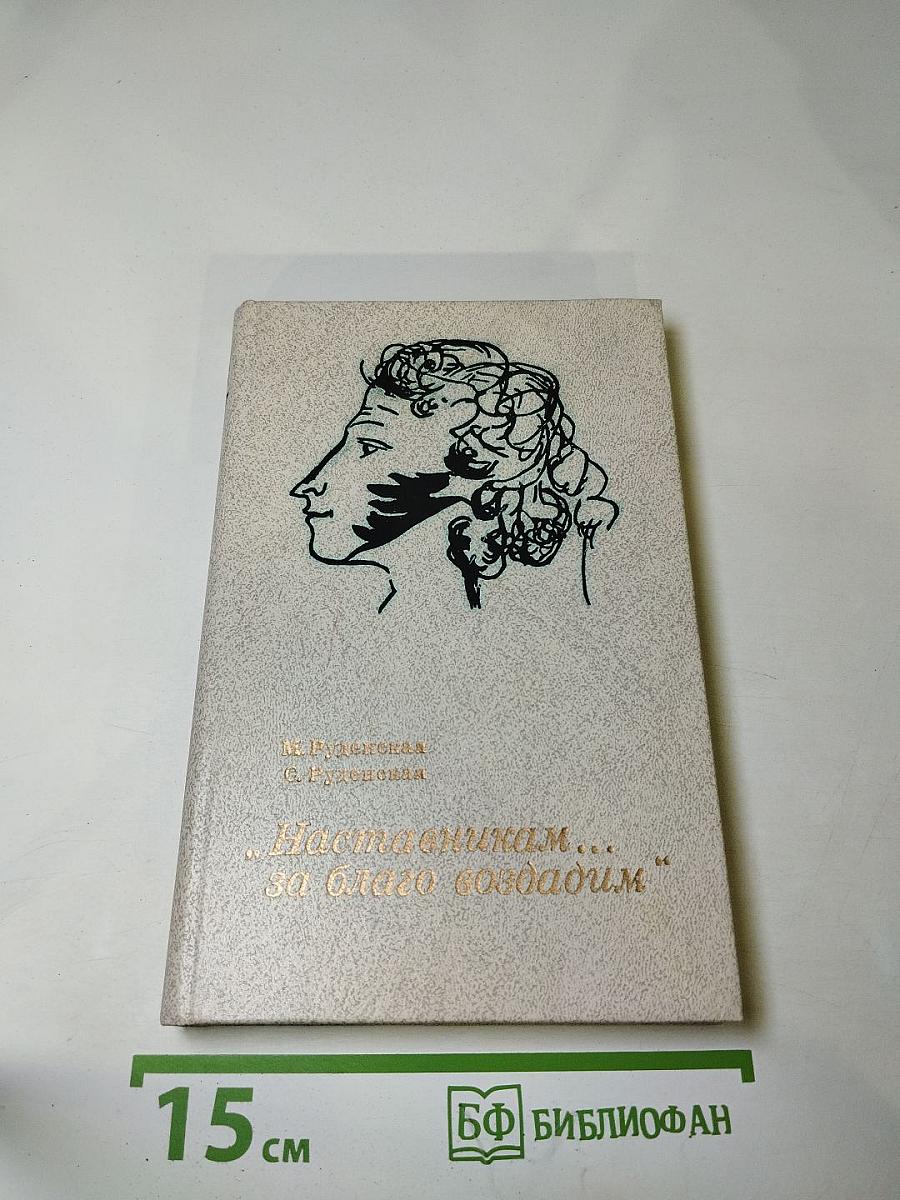 М. Руденская
С. Руденская
„Наставникам...
за благо воздадим“
15 см
БФ БИБЛИОФАН